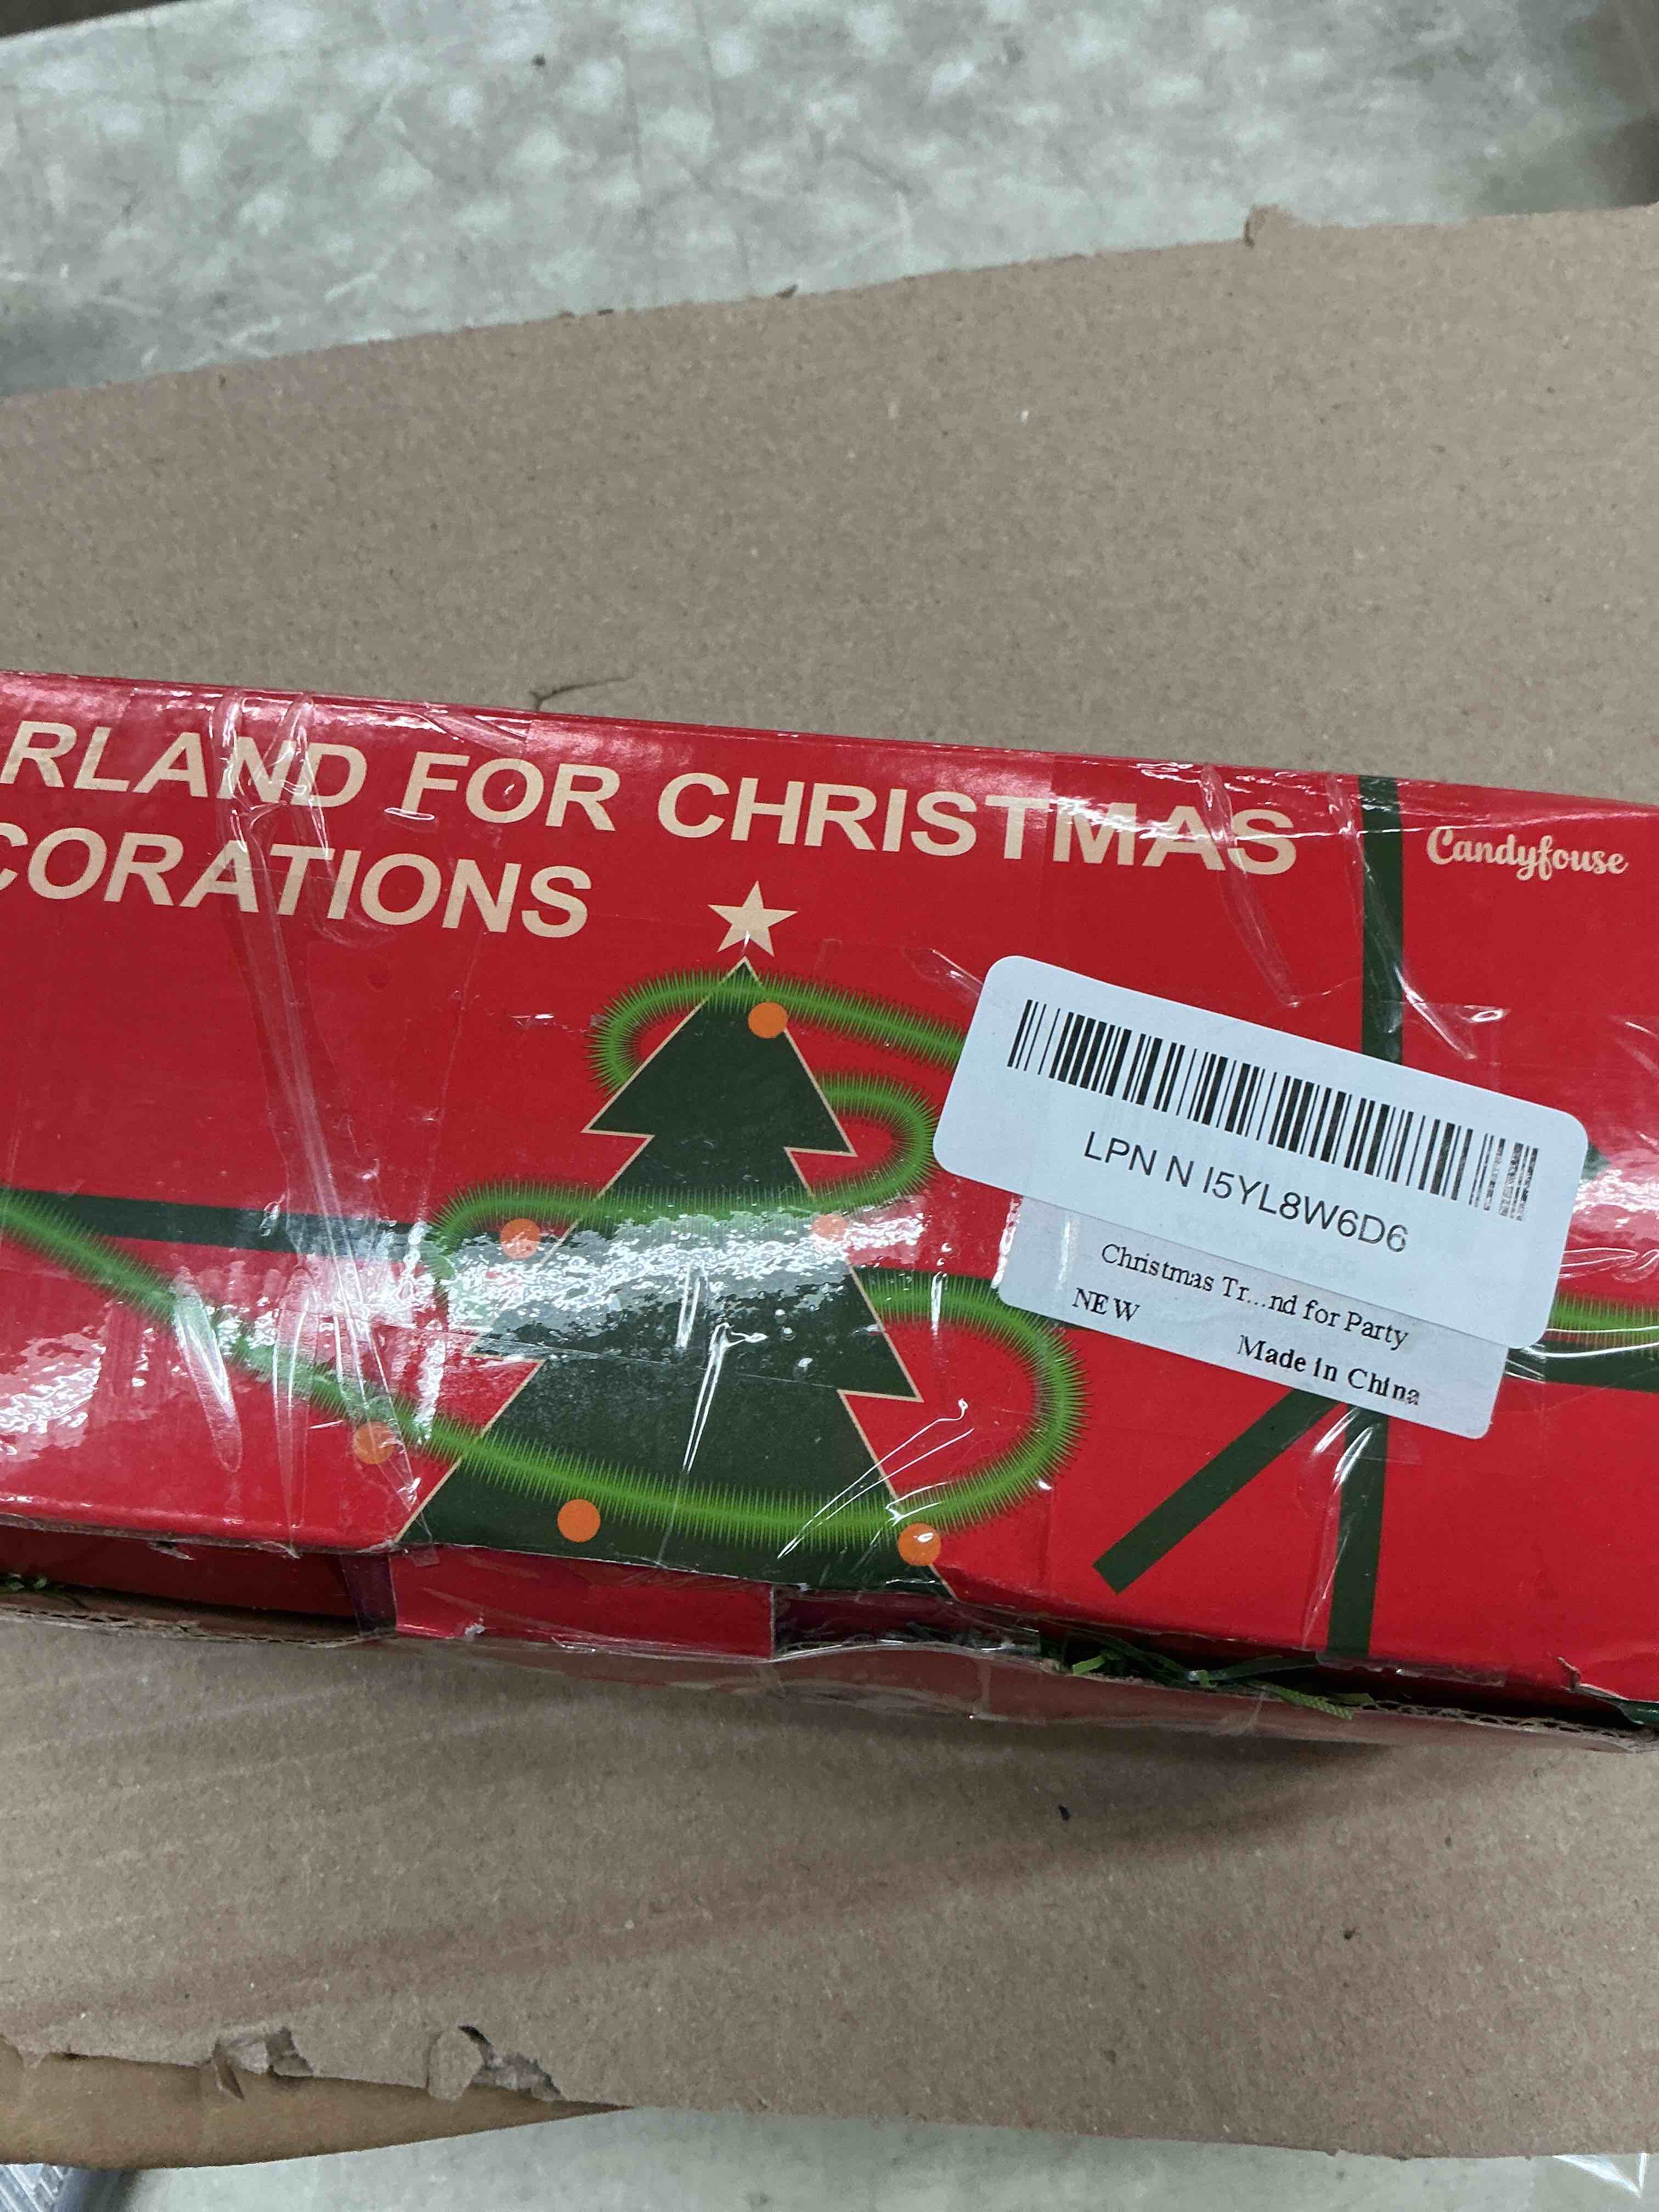 RLAND FOR CHRISTMAS
CORATIONS
Candyfouse
LPN N I5YL8W6D6
Christmas Tr...nd for Party
NEW
Made in China